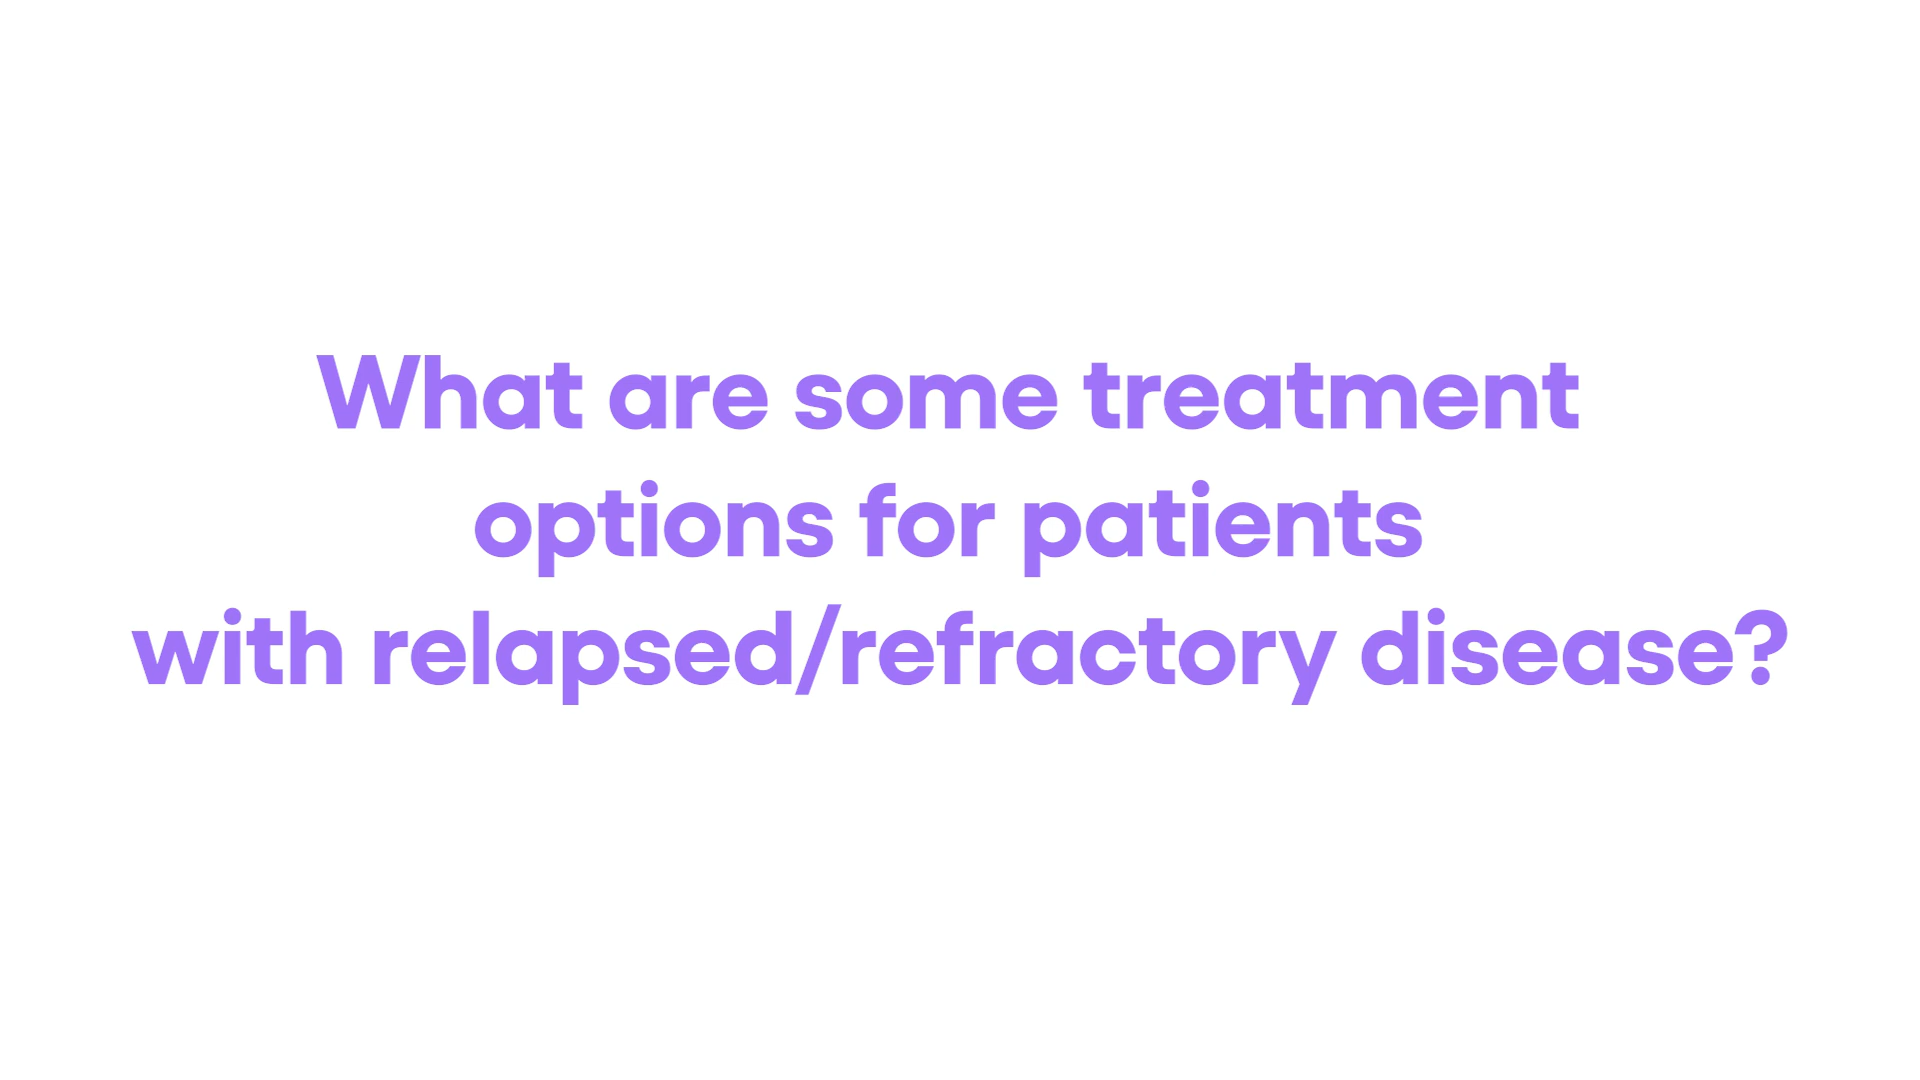 What are some treatment
options for patients
with relapsed/refractory disease?